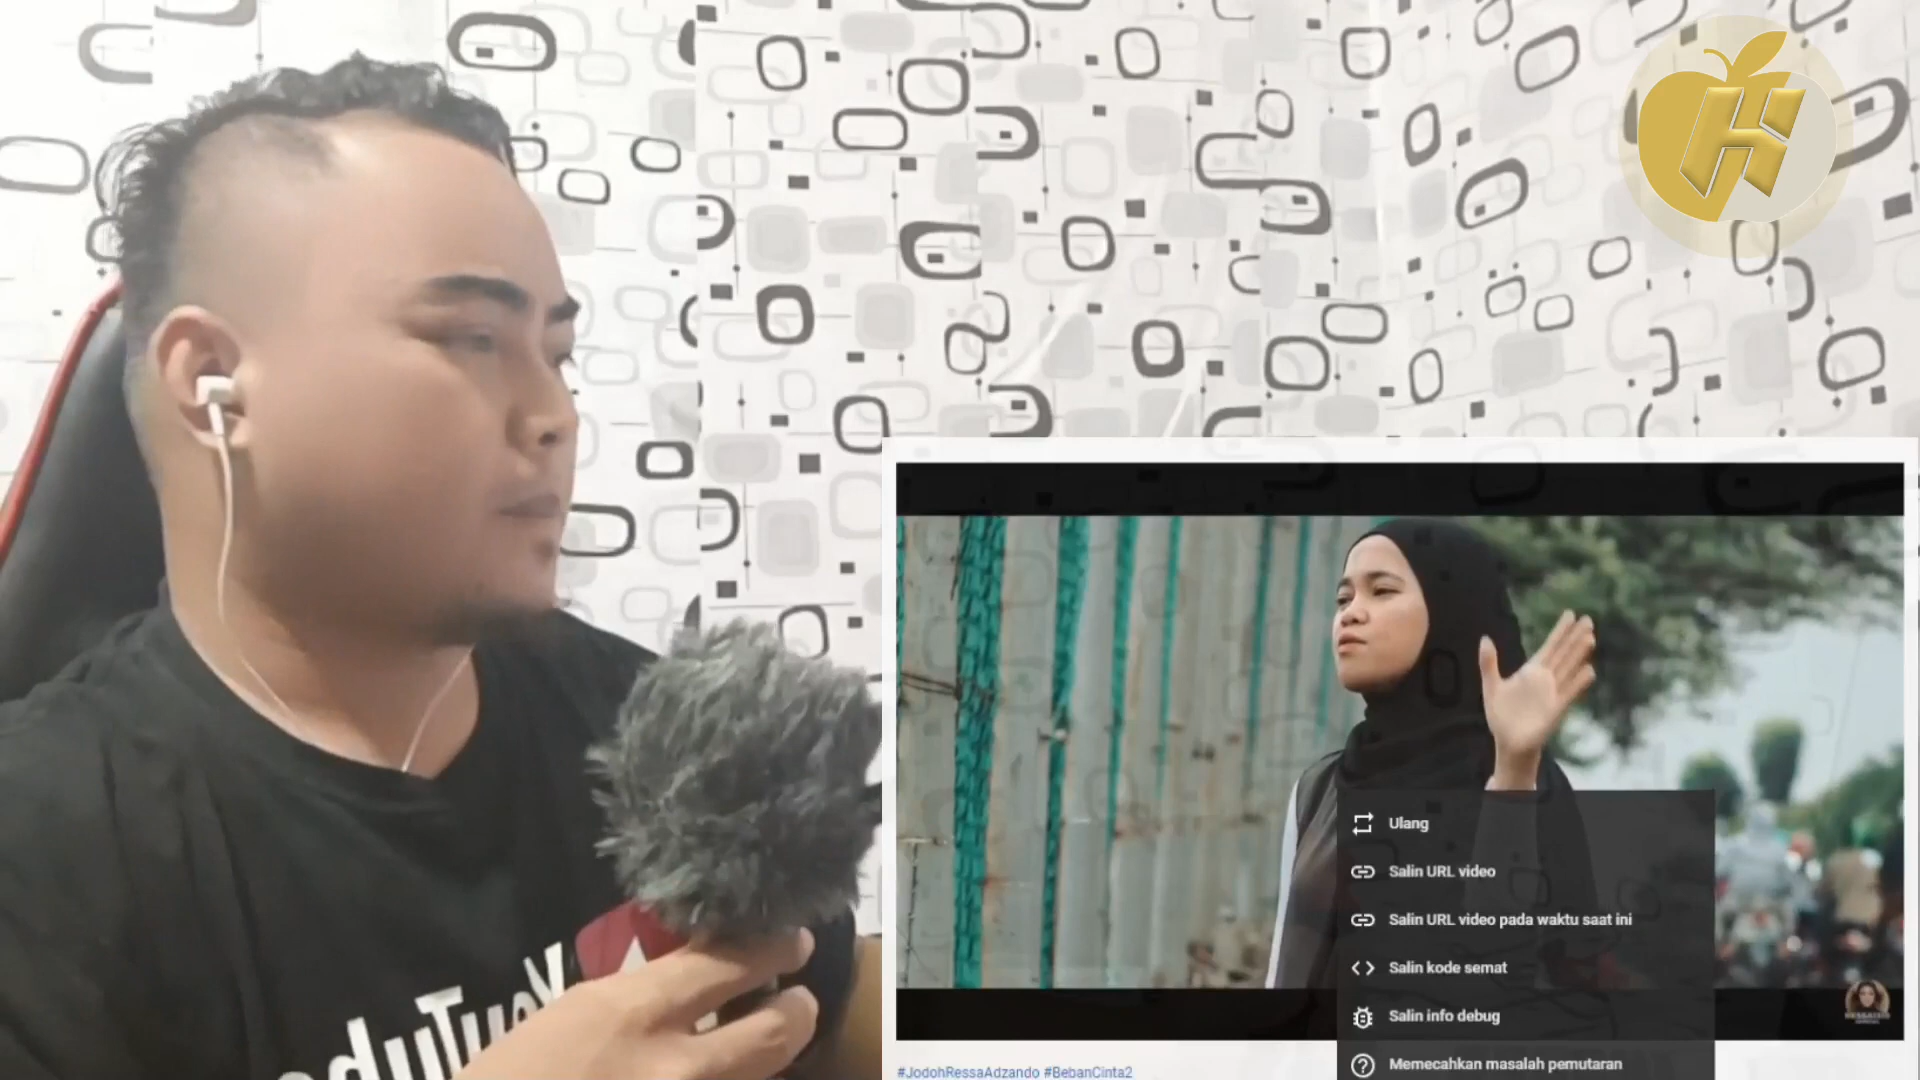 H
Ulang
Salin URL video
Salin URL video pada waktu saat ini
Salin kode semat
Salin info debug
Memecahkan masalah pemutaran
#JodohRessaAdzando #BebanCinta2